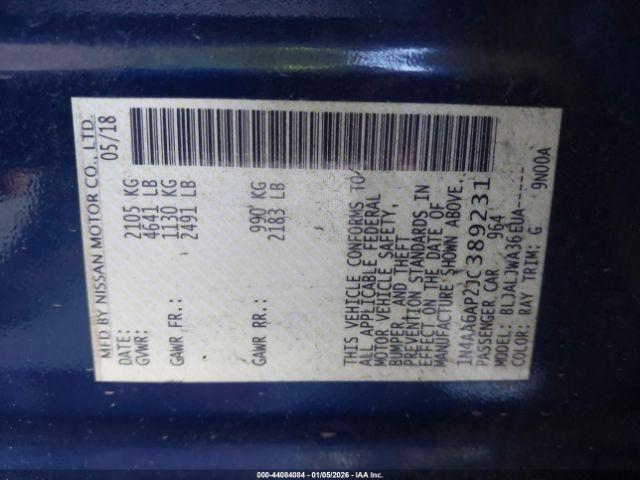 MFD BY NISSAN MOTOR CO., LTD.
DATE: 05/18
GVWR: 2105 KG
4641 LB
GAWR FR.: 1130 KG
2491 LB
GAWR RR.: 990 KG
2183 LB
THIS VEHICLE CONFORMS TO
ALL APPLICABLE FEDERAL
MOTOR VEHICLE SAFETY,
BUMPER, AND THEFT
PREVENTION STANDARDS IN
EFFECT ON THE DATE OF
MANUFACTURE SHOWN ABOVE.
1N4AA6AP2JC389231
PASSENGER CAR 964
MODEL: BLJALJWA36EUA-----
COLOR: RAY TRIM: G 9N00A
000-44084084 - 01/05/2026 - IAA Inc.